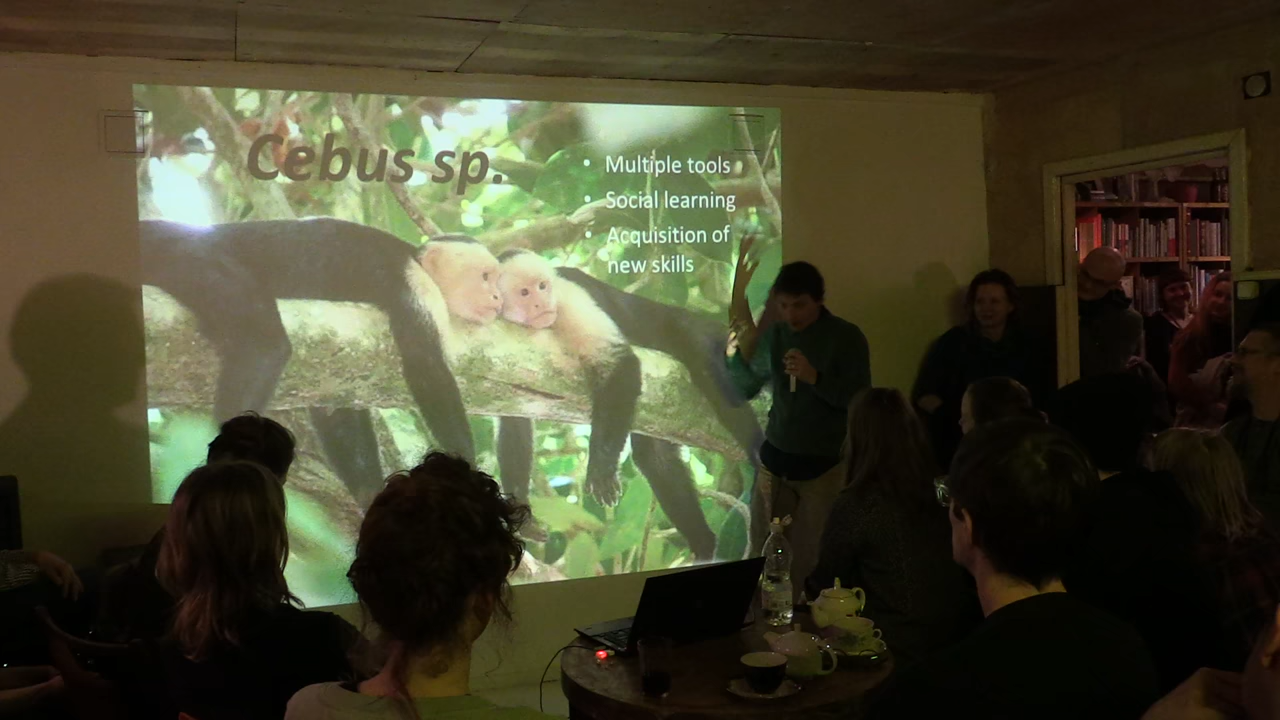 Cebus sp.
• Multiple tools
• Social learning
• Acquisition of
new skills